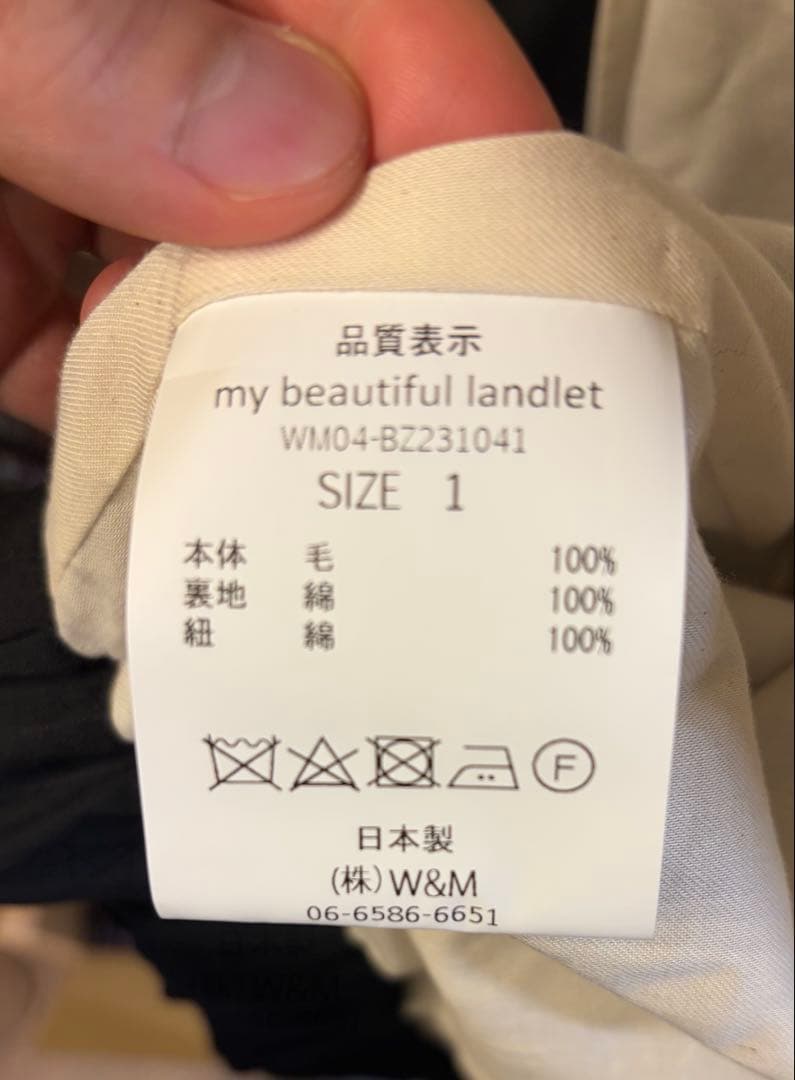 品質表示
my beautiful landlet
WM04-BZ231041
SIZE 1
本体 毛 100%
裏地 綿 100%
紐 綿 100%
F
日本製
(株)W&M
06-6586-6651